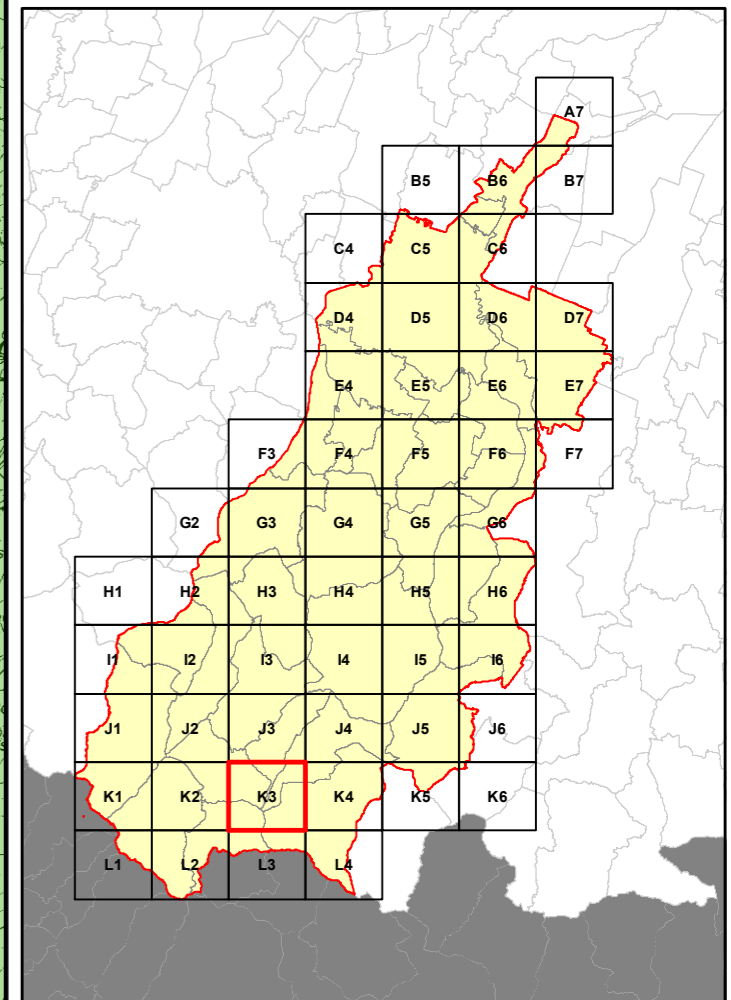 A7
B5 B6 B7
C4 C5 C6
D4 D5 D6 D7
E4 E5 E6 E7
F3 F4 F5 F6 F7
G2 G3 G4 G5 G6
H1 H2 H3 H4 H5 H6
I1 I2 I3 I4 I5 I6
J1 J2 J3 J4 J5 J6
K1 K2 K3 K4 K5 K6
L1 L2 L3 L4